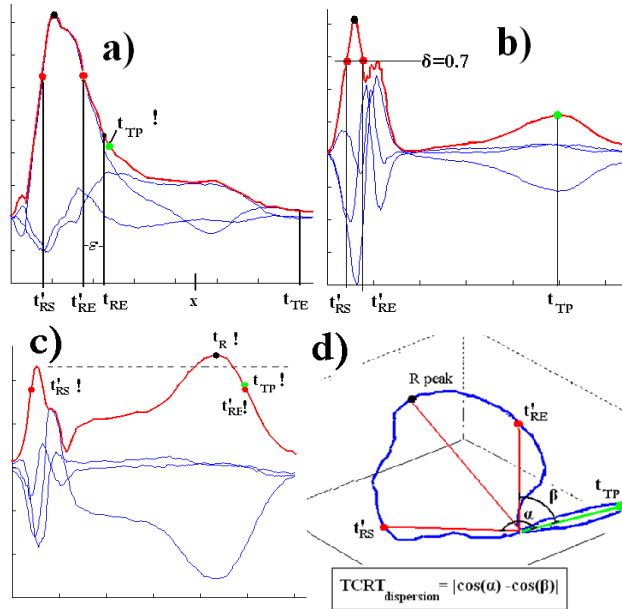 a)
t_TP !
ε
t'_RS t'_RE t_RE x t_TE
b)
δ=0.7
t'_RS t'_RE t_TP
c)
t_R !
t'_RS !
t_TP !
t'_RE !
d)
R peak
t'_RE
t_TP
β
α
t'_RS
TCRT_dispersion = |cos(α) -cos(β)|